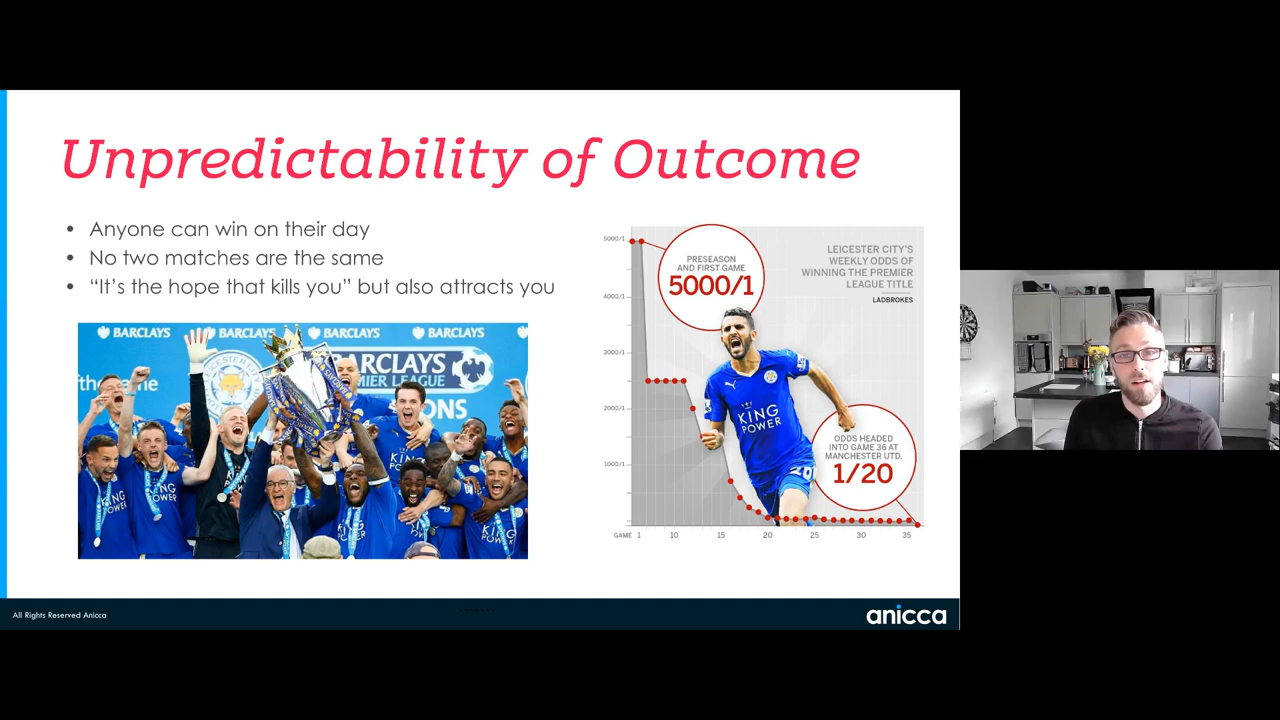 Unpredictability of Outcome
• Anyone can win on their day
• No two matches are the same
• “It’s the hope that kills you” but also attracts you
BARCLAYS
BARCLAYS
BARCLAYS
BARCLAYS
BARCLAYS
LEICESTER CITY'S
WEEKLY ODDS OF
WINNING THE PREMIER
LEAGUE TITLE
LADBROKES
PRESEASON
AND FIRST GAME
5000/1
5000/1
4000/1
3000/1
2000/1
1000/1
KING
POWER
20
ODDS HEADED
INTO GAME 36 AT
MANCHESTER UTD.
1/20
GAME 1 10 15 20 25 30 35
All Rights Reserved Anicca
anicca